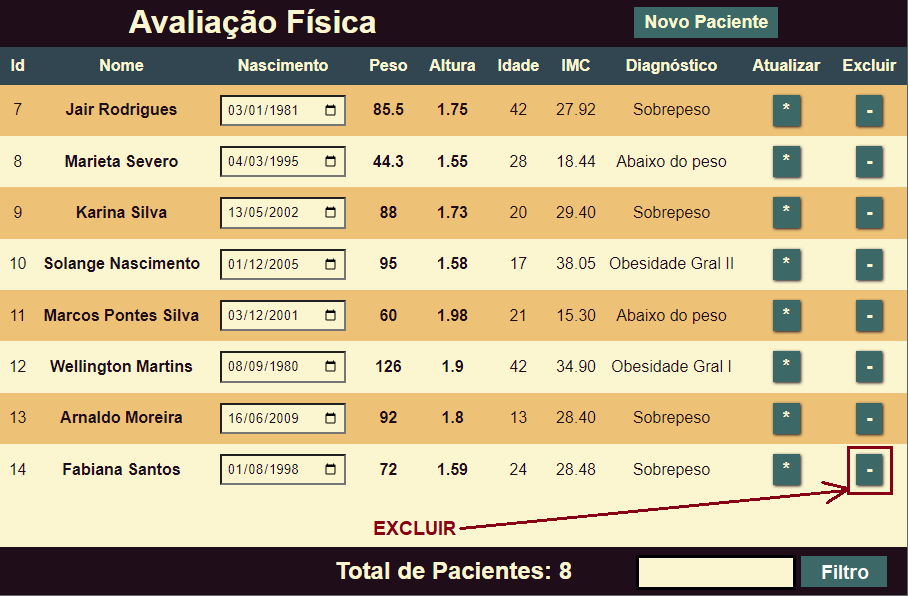 Avaliação Física Novo Paciente
Id Nome Nascimento Peso Altura Idade IMC Diagnóstico Atualizar Excluir
7 Jair Rodrigues 03/01/1981 85.5 1.75 42 27.92 Sobrepeso * -
8 Marieta Severo 04/03/1995 44.3 1.55 28 18.44 Abaixo do peso * -
9 Karina Silva 13/05/2002 88 1.73 20 29.40 Sobrepeso * -
10 Solange Nascimento 01/12/2005 95 1.58 17 38.05 Obesidade Gral II * -
11 Marcos Pontes Silva 03/12/2001 60 1.98 21 15.30 Abaixo do peso * -
12 Wellington Martins 08/09/1980 126 1.9 42 34.90 Obesidade Gral I * -
13 Arnaldo Moreira 16/06/2009 92 1.8 13 28.40 Sobrepeso * -
14 Fabiana Santos 01/08/1998 72 1.59 24 28.48 Sobrepeso * -
EXCLUIR
Total de Pacientes: 8 Filtro